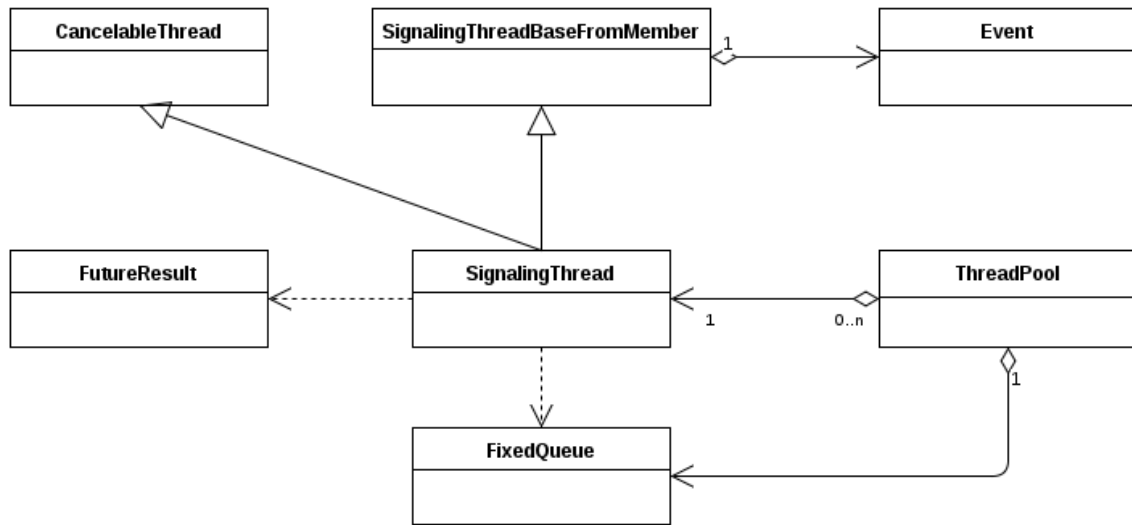 CancelableThread
SignalingThreadBaseFromMember
1
Event
FutureResult
SignalingThread
ThreadPool
1
0..n
1
FixedQueue